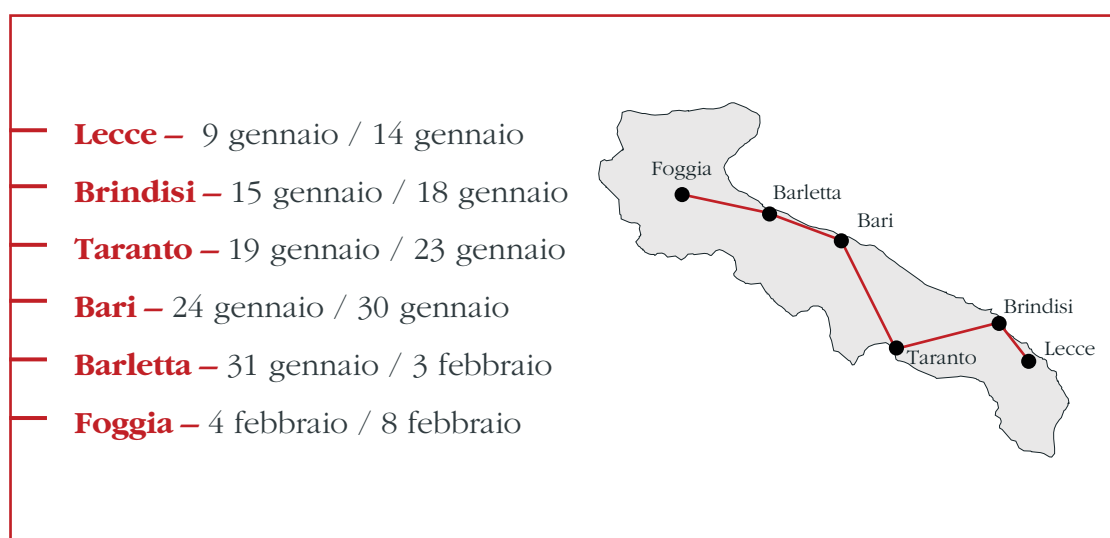 Lecce – 9 gennaio / 14 gennaio
Brindisi – 15 gennaio / 18 gennaio
Taranto – 19 gennaio / 23 gennaio
Bari – 24 gennaio / 30 gennaio
Barletta – 31 gennaio / 3 febbraio
Foggia – 4 febbraio / 8 febbraio
Foggia
Barletta
Bari
Brindisi
Taranto
Lecce